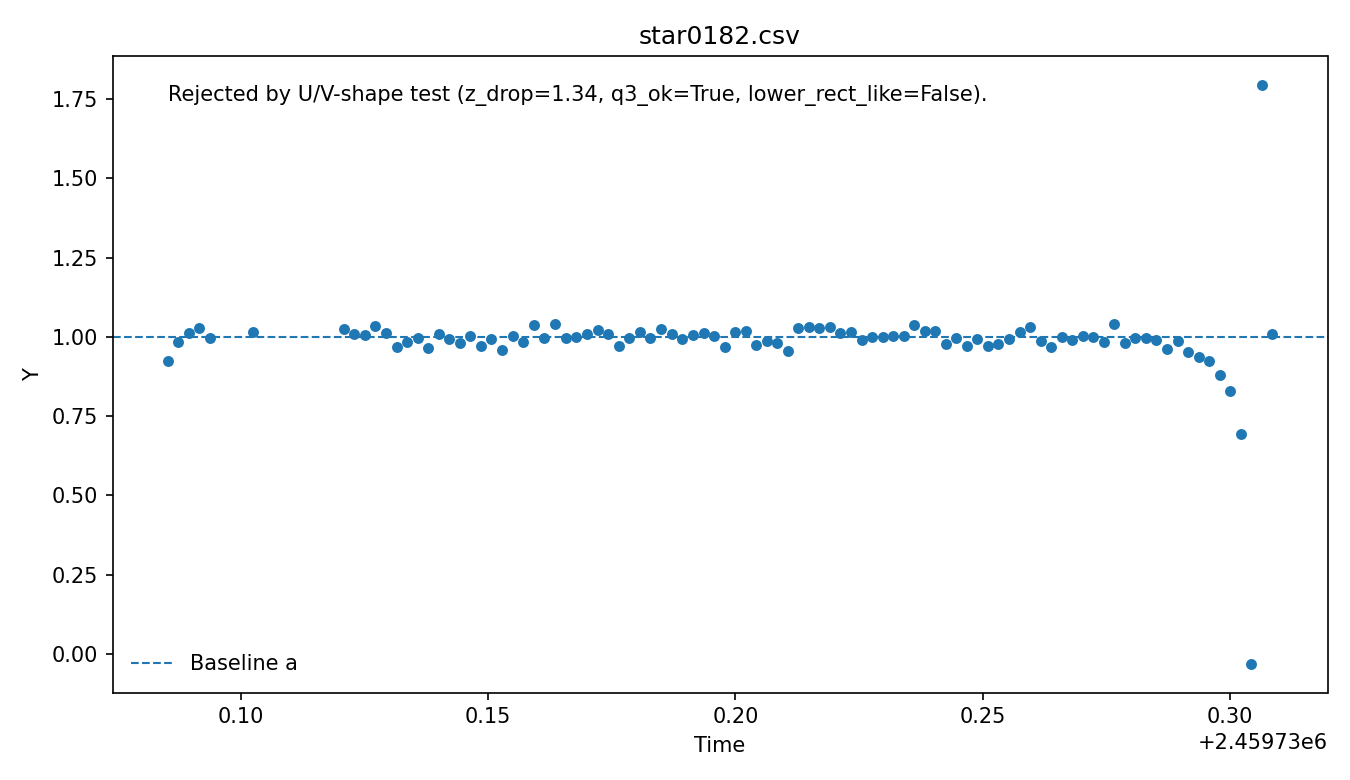 star0182.csv
Rejected by U/V-shape test (z_drop=1.34, q3_ok=True, lower_rect_like=False).
1.75
1.50
1.25
1.00
0.75
0.50
0.25
0.00
Y
Baseline a
0.10 0.15 0.20 0.25 0.30
Time
+2.45973e6